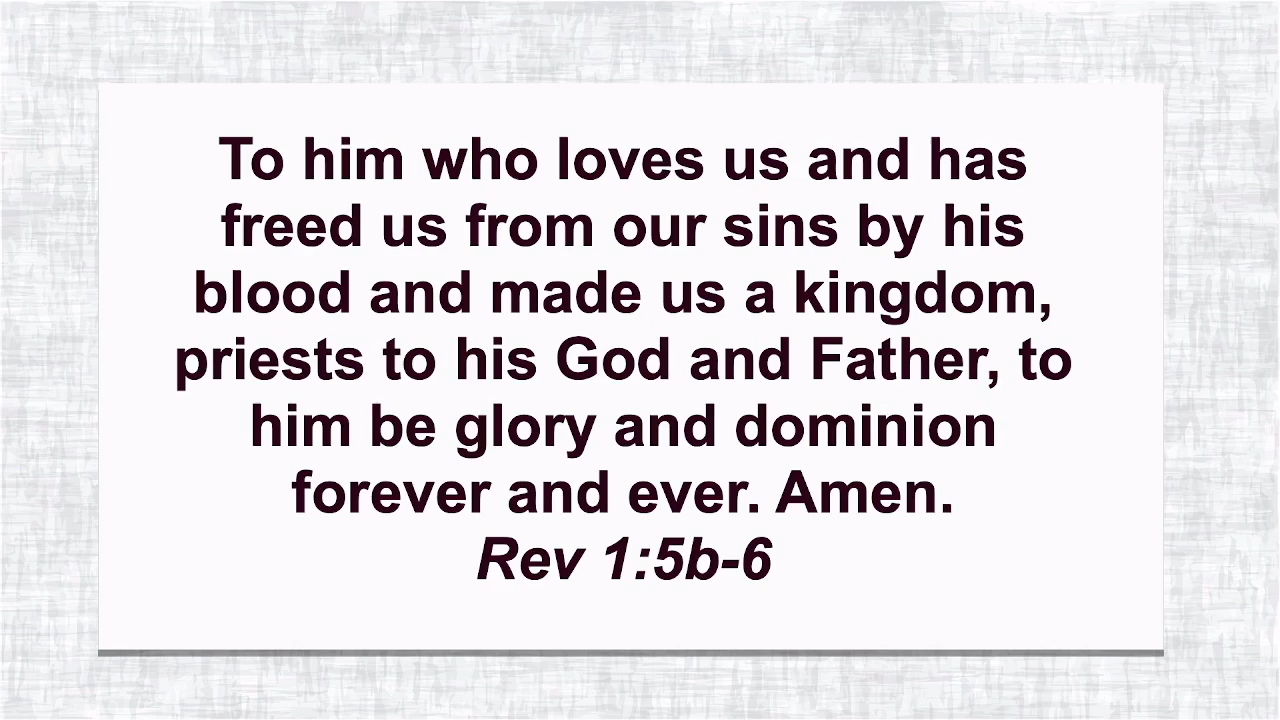 To him who loves us and has
freed us from our sins by his
blood and made us a kingdom,
priests to his God and Father, to
him be glory and dominion
forever and ever. Amen.
Rev 1:5b-6